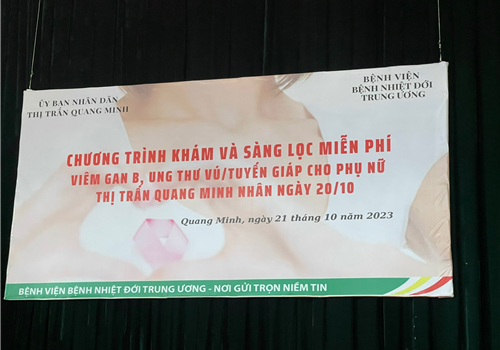 ỦY BAN NHÂN DÂN
THỊ TRẤN QUANG MINH
BỆNH VIỆN
BỆNH NHIỆT ĐỚI
TRUNG ƯƠNG
CHƯƠNG TRÌNH KHÁM VÀ SÀNG LỌC MIỄN PHÍ
VIÊM GAN B, UNG THƯ VÚ/TUYẾN GIÁP CHO PHỤ NỮ
THỊ TRẤN QUANG MINH NHÂN NGÀY 20/10
Quang Minh, ngày 21 tháng 10 năm 2023
BỆNH VIỆN BỆNH NHIỆT ĐỚI TRUNG ƯƠNG - NƠI GỬI TRỌN NIỀM TIN